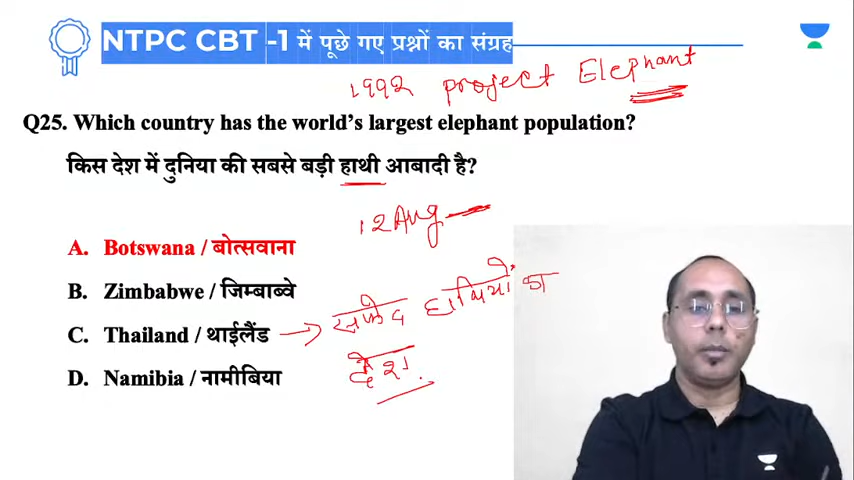 NTPC CBT -1 में पूछे गए प्रश्नों का संग्रह
1992 project Elephant
Q25. Which country has the world's largest elephant population?
किस देश में दुनिया की सबसे बड़ी हाथी आबादी है?
12 Aug
A. Botswana / बोत्सवाना
B. Zimbabwe / जिम्बाब्वे
C. Thailand / थाईलैंड
सफेद हाथियों का
देश
D. Namibia / नामीबिया